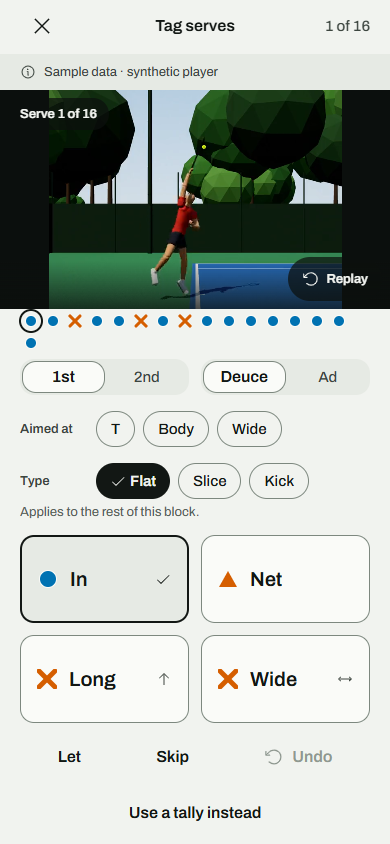 Tag serves
1 of 16
Sample data · synthetic player
Serve 1 of 16
Replay
1st
2nd
Deuce
Ad
Aimed at
T
Body
Wide
Type
Flat
Slice
Kick
Applies to the rest of this block.
In
Net
Long
Wide
Let
Skip
Undo
Use a tally instead